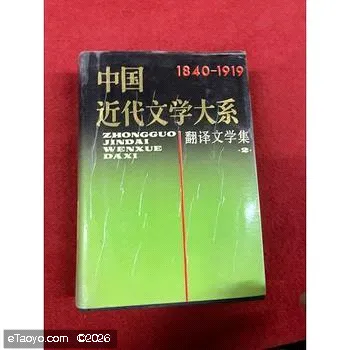 中国
1840-1919
近代文学大系
ZHONGGUO
JINDAI
WENXUE
DAXI
翻译文学集
·2·
eTaoyo.com ©2026